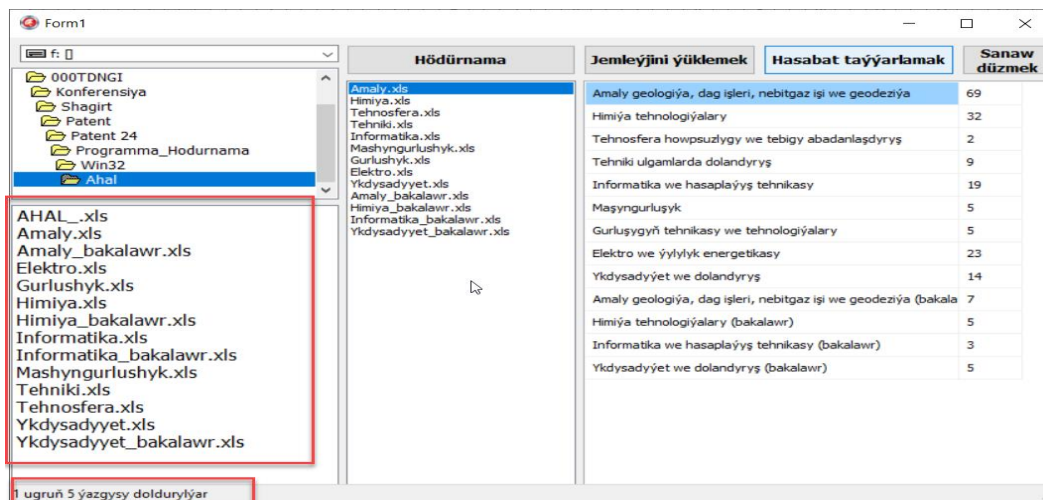 Form1
f: []
000TDNGI
Konferensiya
Shagirt
Patent
Patent 24
Programma_Hodurnama
Win32
Ahal
AHAL_.xls
Amaly.xls
Amaly_bakalawr.xls
Elektro.xls
Gurlushyk.xls
Himiya.xls
Himiya_bakalawr.xls
Informatika.xls
Informatika_bakalawr.xls
Mashyngurlushyk.xls
Tehniki.xls
Tehnosfera.xls
Ykdysadyyet.xls
Ykdysadyyet_bakalawr.xls
Hödürnama
Amaly.xls
Himiya.xls
Tehnosfera.xls
Tehniki.xls
Informatika.xls
Mashyngurlushyk.xls
Gurlushyk.xls
Elektro.xls
Ykdysadyyet.xls
Amaly_bakalawr.xls
Himiya_bakalawr.xls
Informatika_bakalawr.xls
Ykdysadyyet_bakalawr.xls
Jemleýjini ýüklemek
Hasabat taýýarlamak
Sanaw
düzmek
Amaly geologiýa, dag işleri, nebitgaz işi we geodeziýa 69
Himiýa tehnologiýalary 32
Tehnosfera howpsuzlygy we tebigy abadanlaşdyryş 2
Tehniki ulgamlarda dolandyryş 9
Informatika we hasaplaýyş tehnikasy 19
Maşyngurluşyk 5
Gurluşygyň tehnikasy we tehnologiýalary 5
Elektro we ýylylyk energetikasy 23
Ykdysadyýet we dolandyryş 14
Amaly geologiýa, dag işleri, nebitgaz işi we geodeziýa (bakala 7
Himiýa tehnologiýalary (bakalawr) 5
Informatika we hasaplaýyş tehnikasy (bakalawr) 3
Ykdysadyýet we dolandyryş (bakalawr) 5
1 ugruň 5 ýazgysy doldurylýar